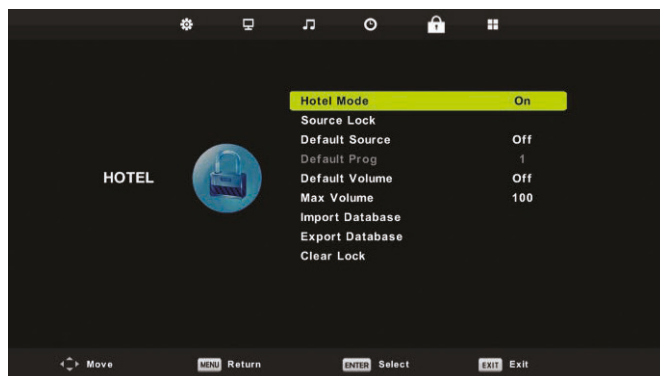 Hotel Mode On
Source Lock
Default Source Off
Default Prog 1
HOTEL
Default Volume Off
Max Volume 100
Import Database
Export Database
Clear Lock
Move MENU Return ENTER Select EXIT Exit